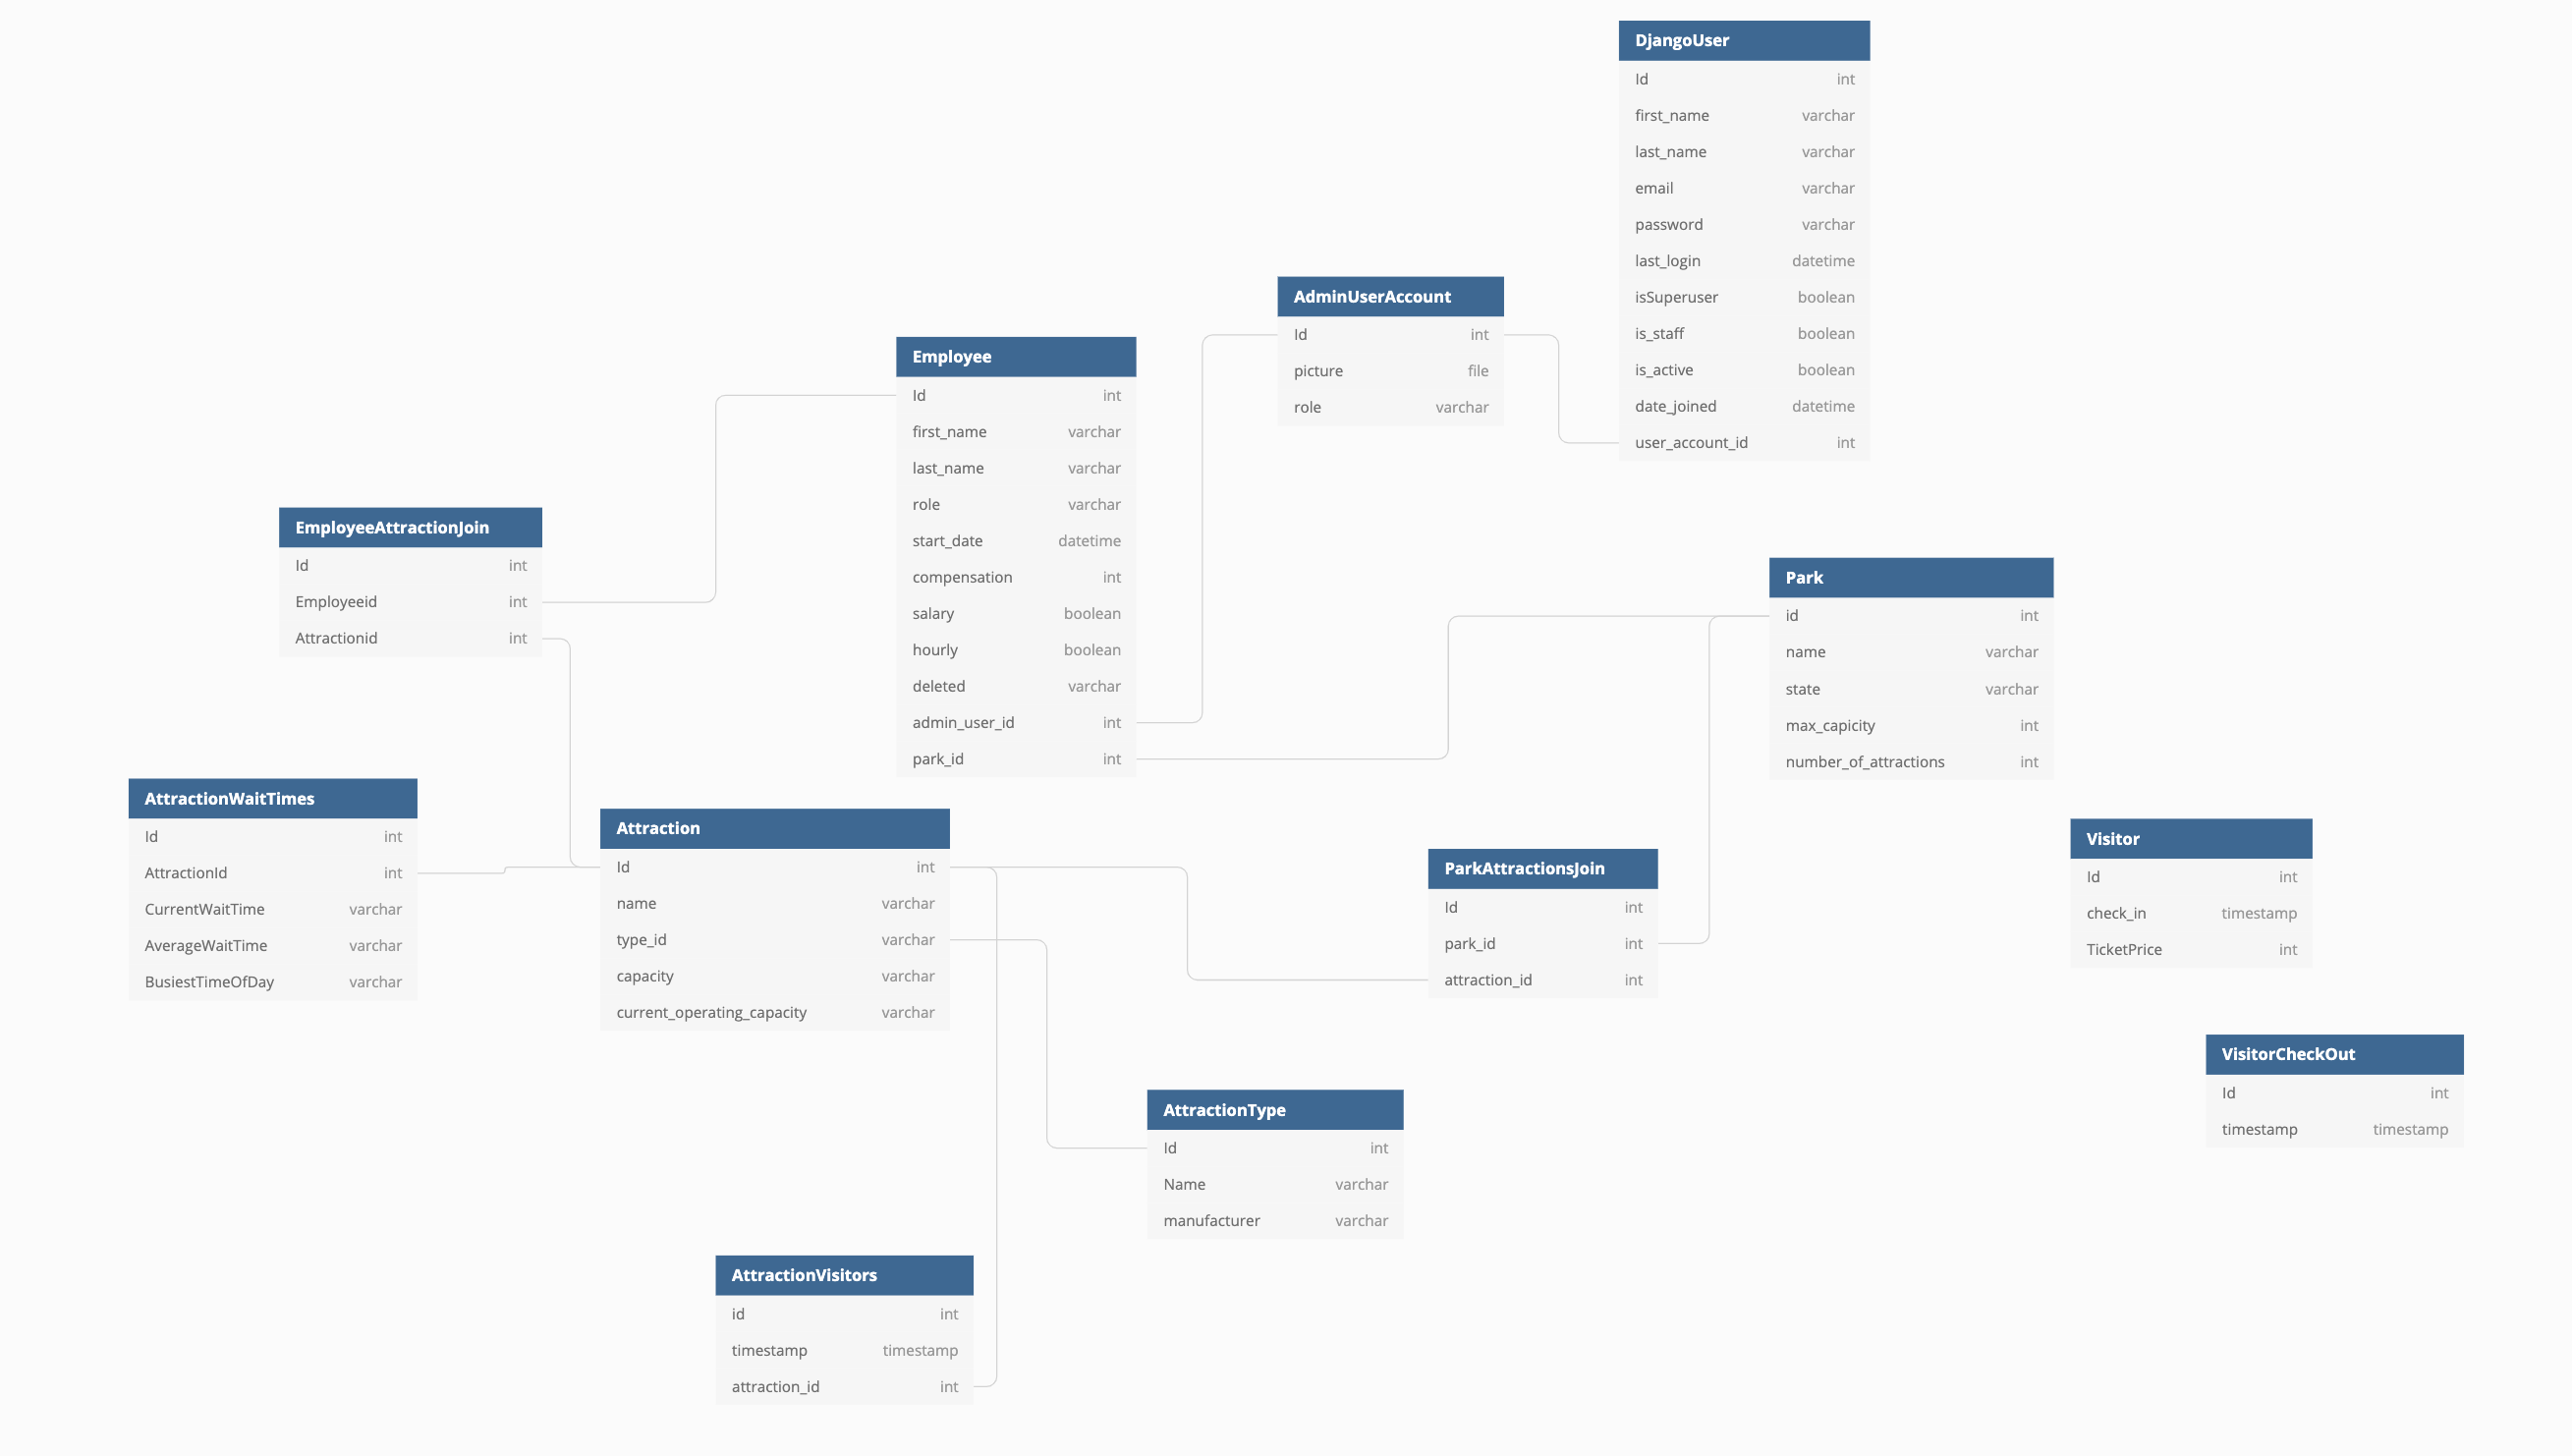 DjangoUser
Id int
first_name varchar
last_name varchar
email varchar
password varchar
last_login datetime
isSuperuser boolean
is_staff boolean
is_active boolean
date_joined datetime
user_account_id int
AdminUserAccount
Id int
picture file
role varchar
Employee
Id int
first_name varchar
last_name varchar
role varchar
start_date datetime
compensation int
salary boolean
hourly boolean
deleted varchar
admin_user_id int
park_id int
EmployeeAttractionJoin
Id int
Employeeid int
Attractionid int
Park
id int
name varchar
state varchar
max_capicity int
number_of_attractions int
AttractionWaitTimes
Id int
AttractionId int
CurrentWaitTime varchar
AverageWaitTime varchar
BusiestTimeOfDay varchar
Attraction
Id int
name varchar
type_id varchar
capacity varchar
current_operating_capacity varchar
ParkAttractionsJoin
Id int
park_id int
attraction_id int
Visitor
Id int
check_in timestamp
TicketPrice int
VisitorCheckOut
Id int
timestamp timestamp
AttractionType
Id int
Name varchar
manufacturer varchar
AttractionVisitors
id int
timestamp timestamp
attraction_id int